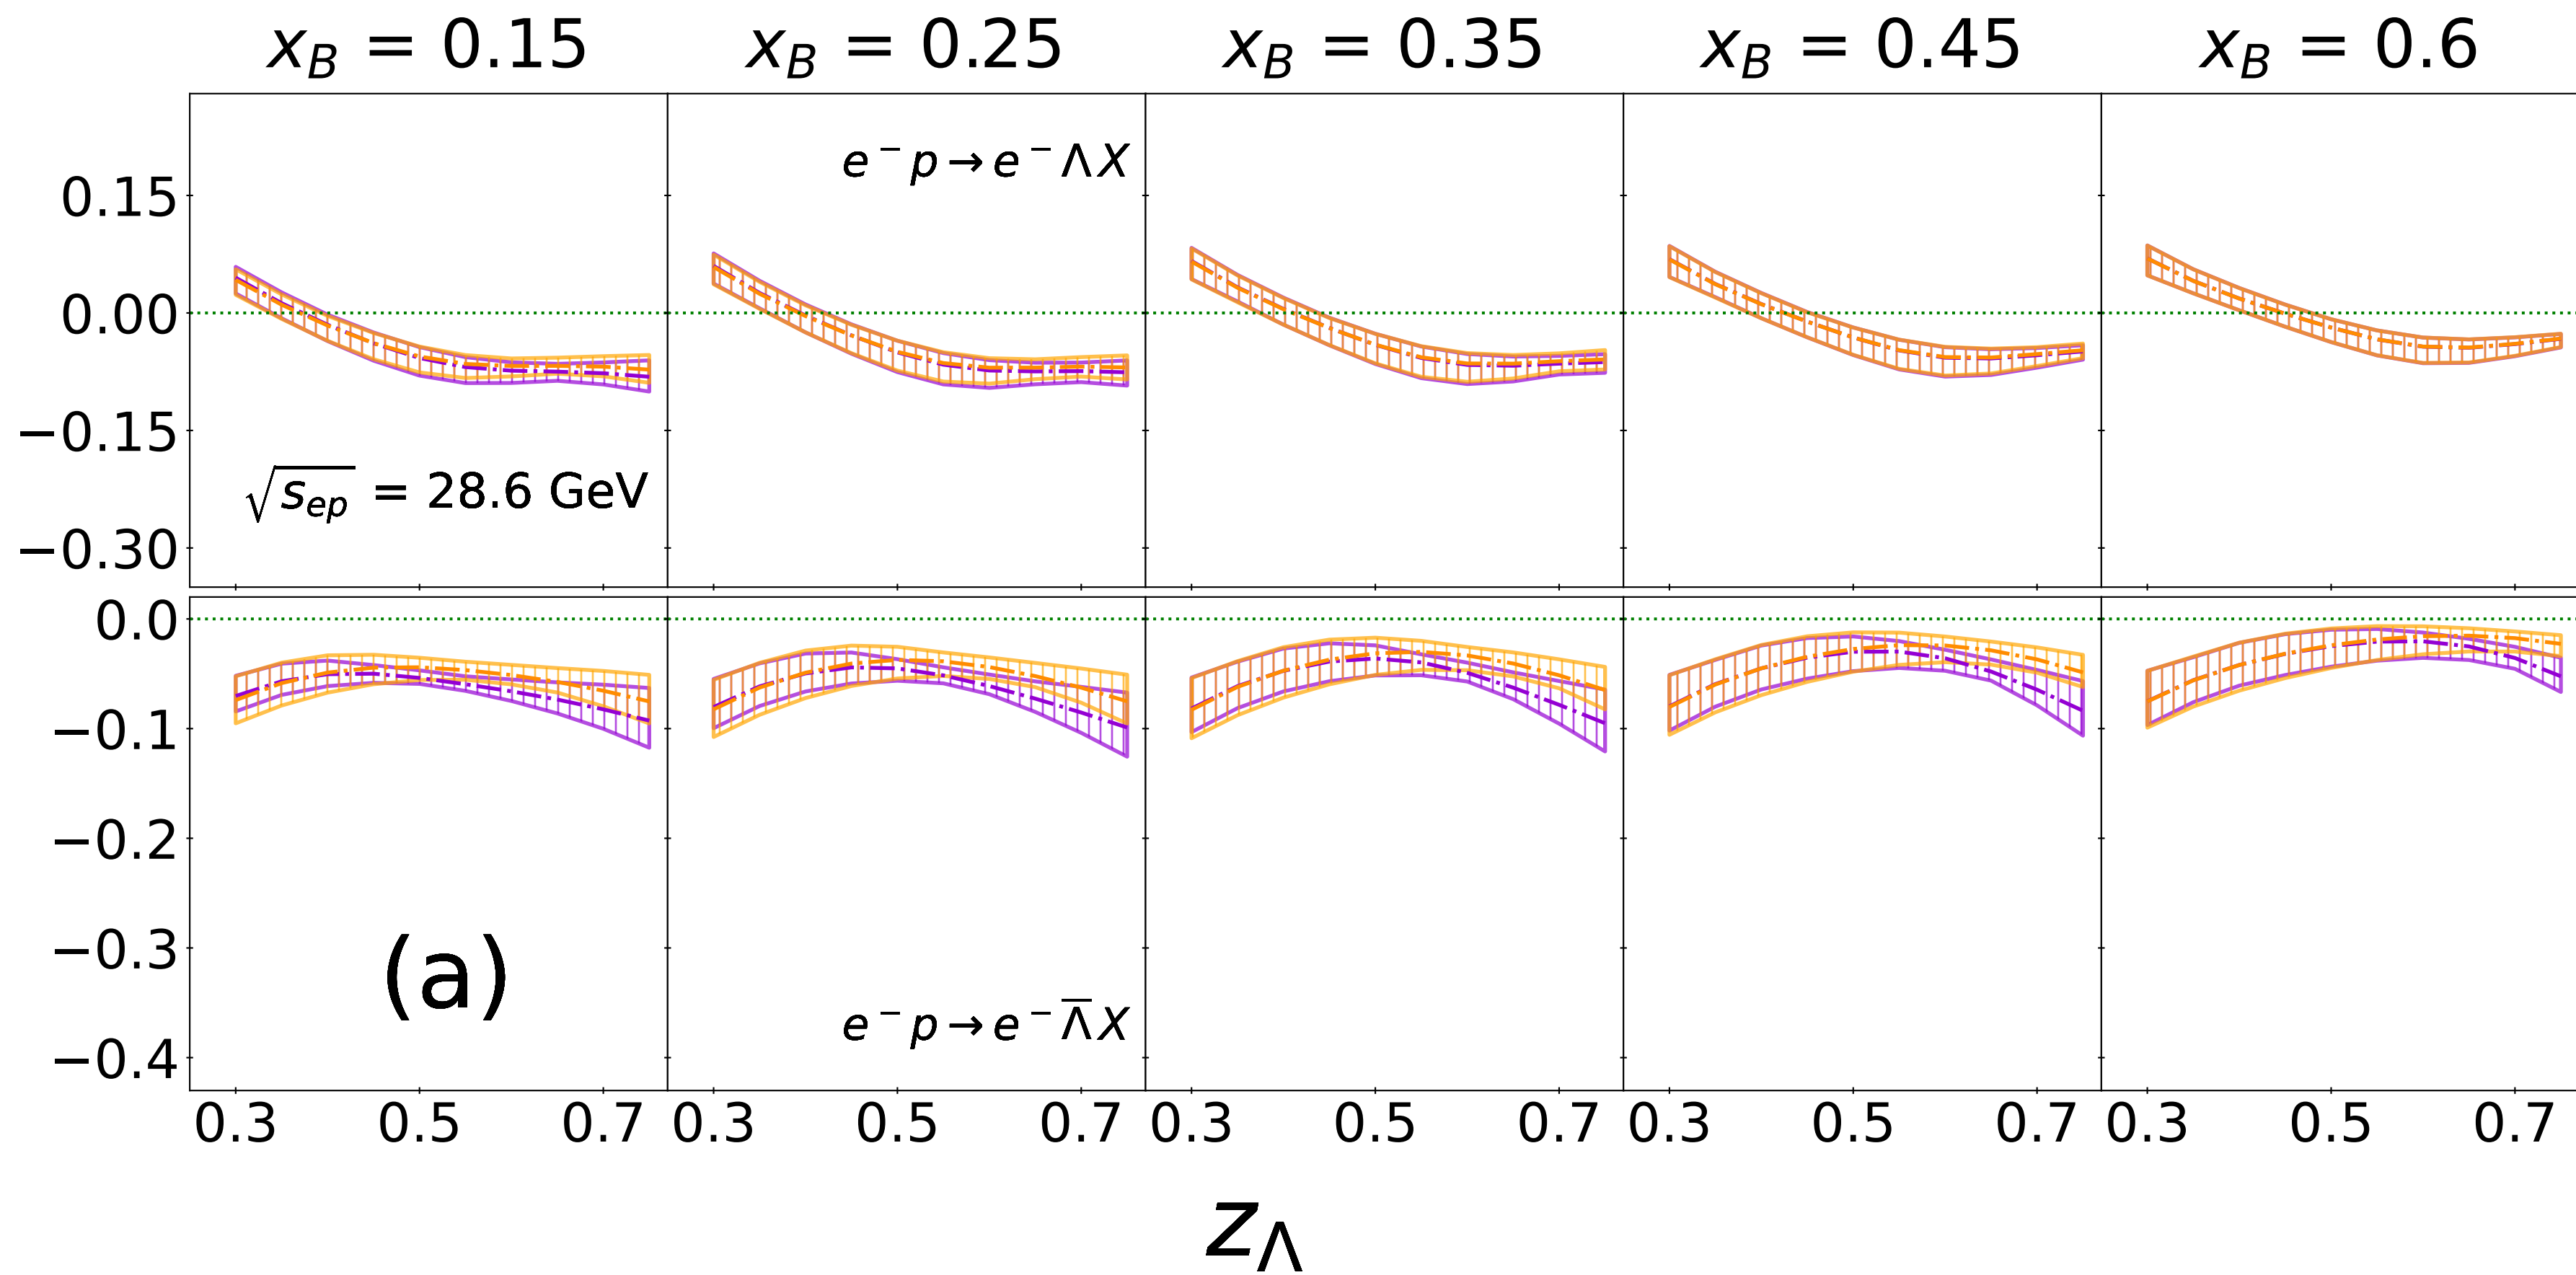 x_B = 0.15 x_B = 0.25 x_B = 0.35 x_B = 0.45 x_B = 0.6
e⁻p→e⁻ΛX
0.15
0.00
−0.15
√s_ep = 28.6 GeV
−0.30
0.0
−0.1
−0.2
−0.3
(a)
e⁻p→e⁻Λ̅X
−0.4
0.3 0.5 0.7 0.3 0.5 0.7 0.3 0.5 0.7 0.3 0.5 0.7 0.3 0.5 0.7
z_Λ